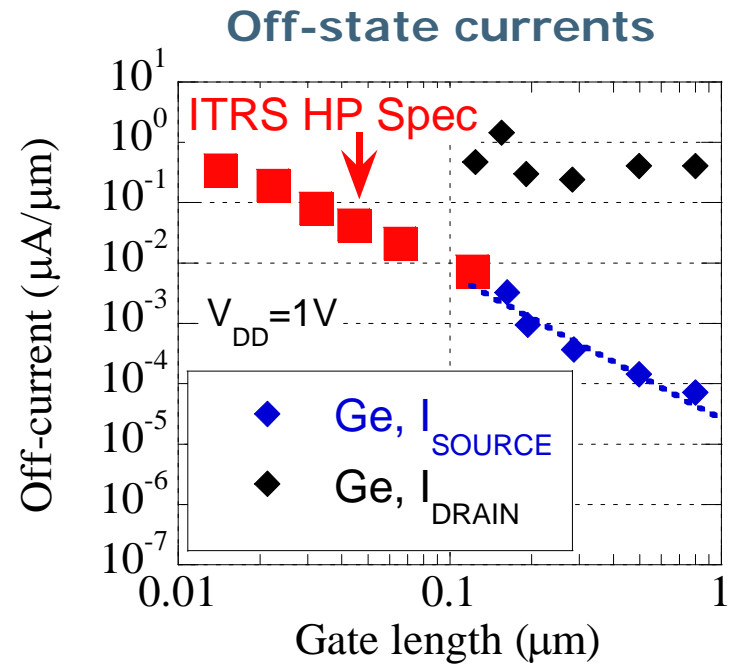 Off-state currents
Off-current (μA/μm)
10^1
10^0
10^-1
10^-2
10^-3
10^-4
10^-5
10^-6
10^-7
ITRS HP Spec
V_DD=1V
Ge, I_SOURCE
Ge, I_DRAIN
0.01 0.1 1
Gate length (μm)